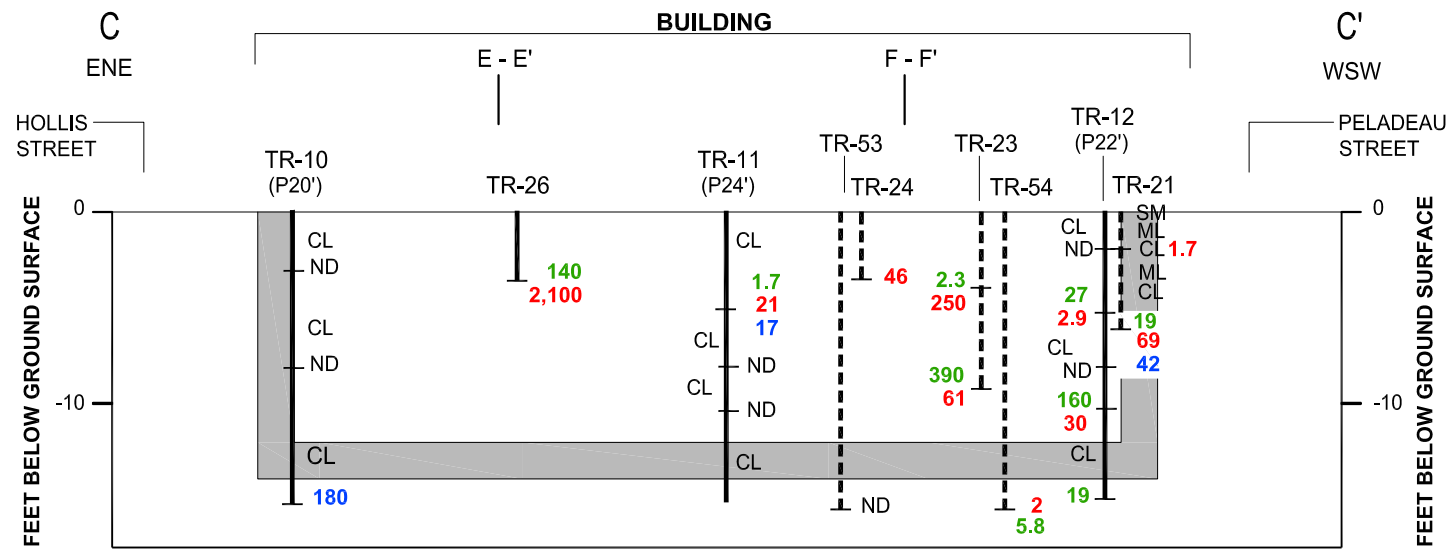 C
BUILDING
C'
ENE
E - E'
F - F'
WSW
HOLLIS
STREET
PELADEAU
STREET
TR-10
(P20')
TR-26
TR-11
(P24')
TR-53
TR-24
TR-23
TR-54
TR-12
(P22')
TR-21
FEET BELOW GROUND SURFACE
0
-10
CL
ND
CL
ND
CL
180
140
2,100
CL
1.7
21
17
CL
ND
CL
ND
CL
46
ND
2.3
250
390
61
2
5.8
CL
ND
27
2.9
CL
ND
160
30
CL
19
SM
ML
CL 1.7
ML
CL
19
69
42
0
-10
FEET BELOW GROUND SURFACE